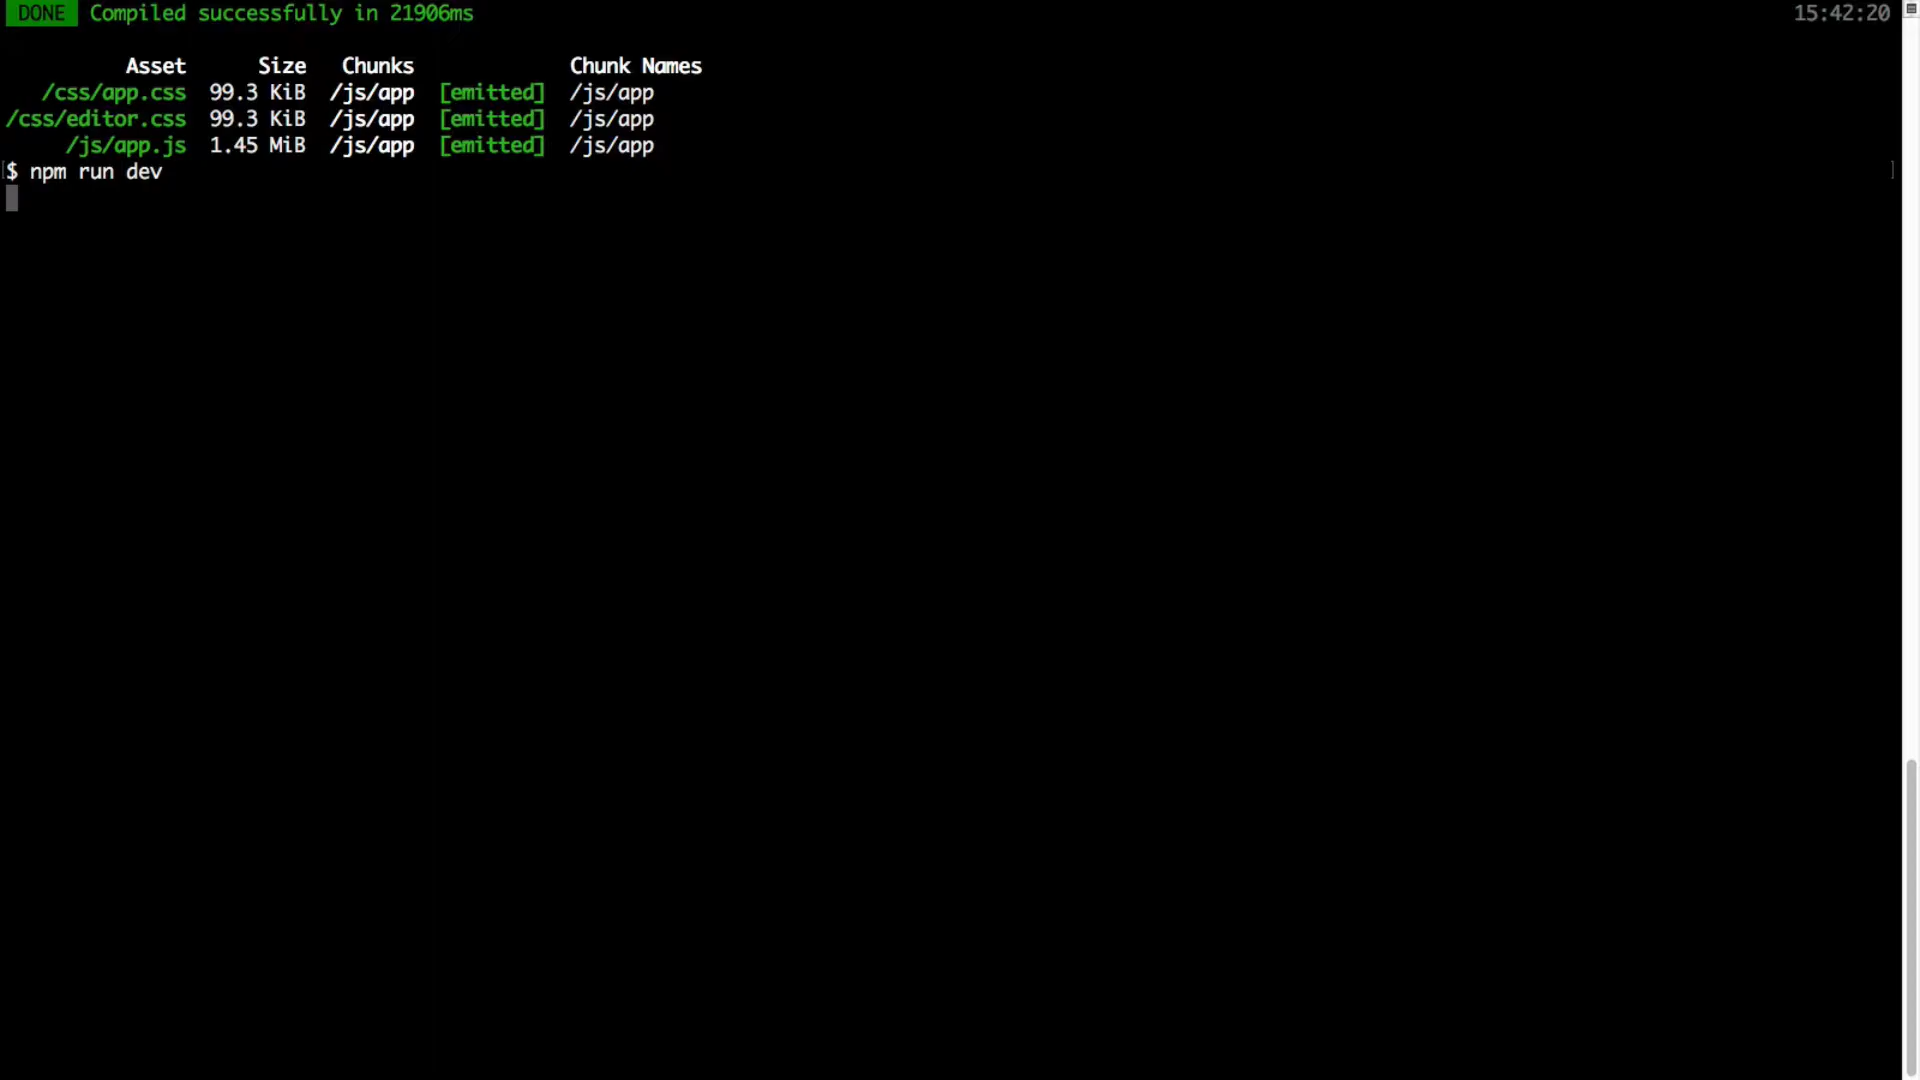 DONE Compiled successfully in 21906ms 15:42:20
Asset Size Chunks Chunk Names
/css/app.css 99.3 KiB /js/app [emitted] /js/app
/css/editor.css 99.3 KiB /js/app [emitted] /js/app
/js/app.js 1.45 MiB /js/app [emitted] /js/app
[$ npm run dev ]